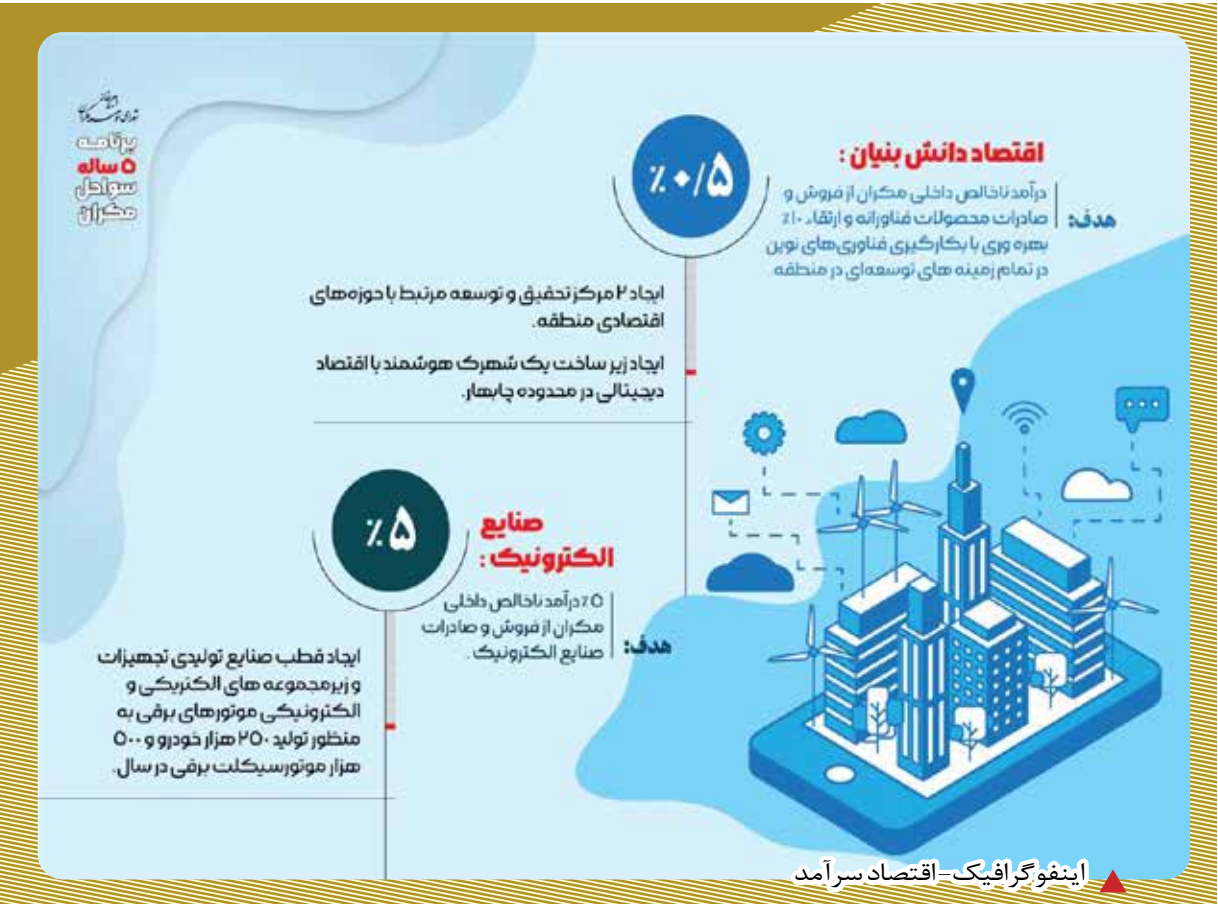 شورای توسعه
برنامه
۵ ساله
سواحل
مکران
اقتصاد دانش بنیان :
٪۰/۵
هدف:
درآمد ناخالص داخلی مکران از فروش و
صادرات محصولات فناورانه و ارتقاء ۱۰٪
بهره وری با بکارگیری فناوری‌های نوین
در تمام زمینه های توسعه‌ای در منطقه
ایجاد ۲ مرکز تحقیق و توسعه مرتبط با حوزه‌های
اقتصادی منطقه.
ایجاد زیر ساخت یک شهرک هوشمند با اقتصاد
دیجیتالی در محدوده چابهار.
صنایع
الکترونیک :
٪۵
هدف:
۵٪ درآمد ناخالص داخلی
مکران از فروش و صادرات
صنایع الکترونیک .
ایجاد قطب صنایع تولیدی تجهیزات
و زیرمجموعه های الکتریکی و
الکترونیکی موتورهای برقی به
منظور تولید ۲۵۰ هزار خودرو و ۵۰۰
هزار موتورسیکلت برقی در سال.
اینفوگرافیک-اقتصاد سرآمد